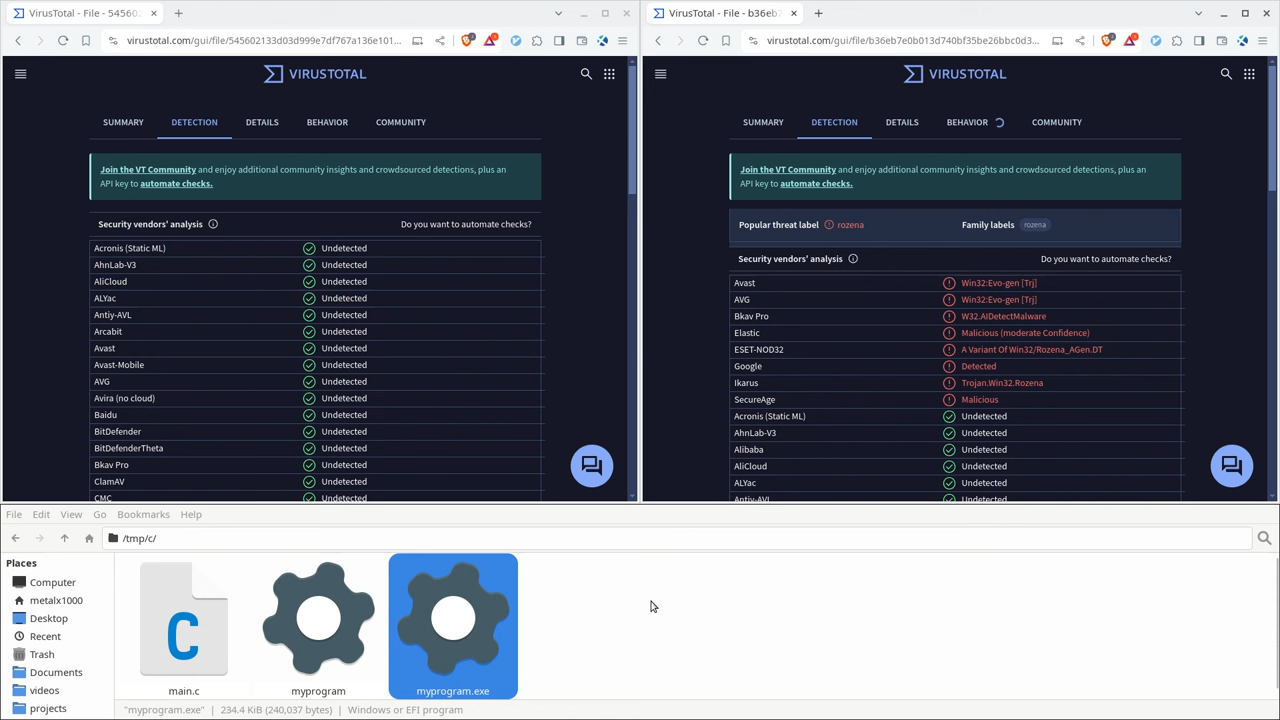 VirusTotal - File - 54560
virustotal.com/gui/file/545602133d03d999e7df767a136e101...
VIRUSTOTAL
SUMMARY DETECTION DETAILS BEHAVIOR COMMUNITY
Join the VT Community and enjoy additional community insights and crowdsourced detections, plus an
API key to automate checks.
Security vendors' analysis Do you want to automate checks?
Acronis (Static ML) Undetected
AhnLab-V3 Undetected
AliCloud Undetected
ALYac Undetected
Antiy-AVL Undetected
Arcabit Undetected
Avast Undetected
Avast-Mobile Undetected
AVG Undetected
Avira (no cloud) Undetected
Baidu Undetected
BitDefender Undetected
BitDefenderTheta Undetected
Bkav Pro Undetected
ClamAV Undetected
CMC Undetected
VirusTotal - File - b36eb7
virustotal.com/gui/file/b36eb7e0b013d740bf35be26bbc0d3...
VIRUSTOTAL
SUMMARY DETECTION DETAILS BEHAVIOR COMMUNITY
Join the VT Community and enjoy additional community insights and crowdsourced detections, plus an
API key to automate checks.
Popular threat label rozena Family labels rozena
Security vendors' analysis Do you want to automate checks?
Avast Win32:Evo-gen [Trj]
AVG Win32:Evo-gen [Trj]
Bkav Pro W32.AIDetectMalware
Elastic Malicious (moderate Confidence)
ESET-NOD32 A Variant Of Win32/Rozena_AGen.DT
Google Detected
Ikarus Trojan.Win32.Rozena
SecureAge Malicious
Acronis (Static ML) Undetected
AhnLab-V3 Undetected
Alibaba Undetected
AliCloud Undetected
ALYac Undetected
Antiy-AVL Undetected
File Edit View Go Bookmarks Help
/tmp/c/
Places
Computer
metalx1000
Desktop
Recent
Trash
Documents
videos
projects
C
main.c myprogram myprogram.exe
"myprogram.exe" | 234.4 KiB (240,037 bytes) | Windows or EFI program